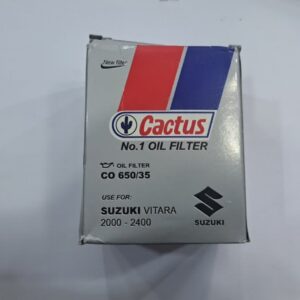 New filter
Cactus
No.1 OIL FILTER
OIL FILTER
CO 650/35
USE FOR:
SUZUKI VITARA
2000 - 2400
SUZUKI